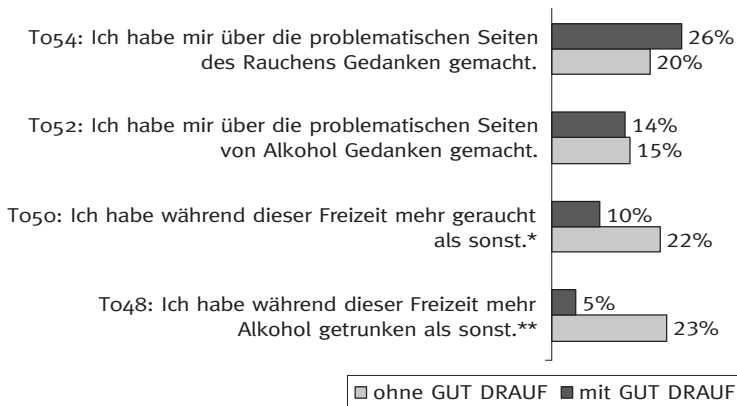 To54: Ich habe mir über die problematischen Seiten
des Rauchens Gedanken gemacht.
26%
20%
To52: Ich habe mir über die problematischen Seiten
von Alkohol Gedanken gemacht.
14%
15%
To50: Ich habe während dieser Freizeit mehr geraucht
als sonst.*
10%
22%
To48: Ich habe während dieser Freizeit mehr
Alkohol getrunken als sonst.**
5%
23%
ohne GUT DRAUF mit GUT DRAUF